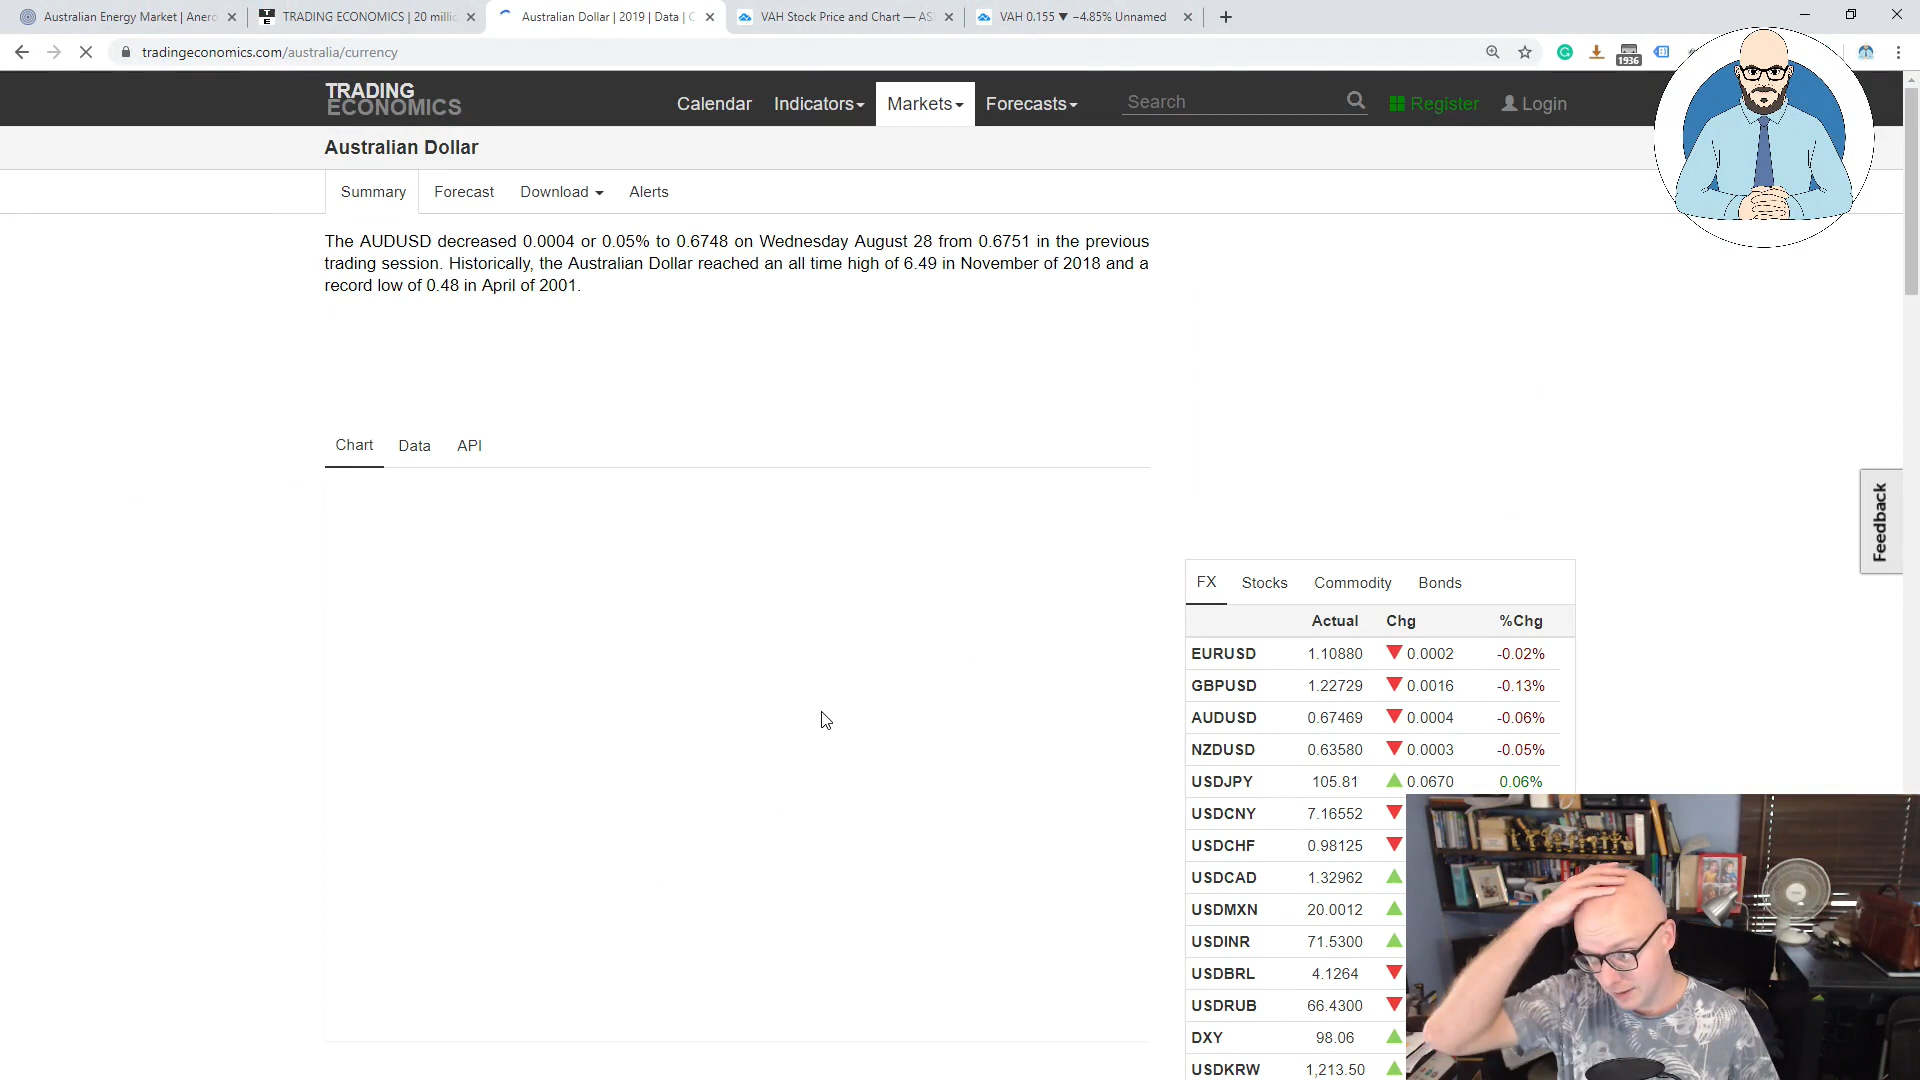 Australian Energy Market | Anero
TRADING ECONOMICS | 20 millio
Australian Dollar | 2019 | Data | C
VAH Stock Price and Chart — AS
VAH 0.155 ▼ −4.85% Unnamed
tradingeconomics.com/australia/currency
1936
TRADING
ECONOMICS
Calendar
Indicators
Markets
Forecasts
Search
Register
Login
Australian Dollar
Summary
Forecast
Download
Alerts
The AUDUSD decreased 0.0004 or 0.05% to 0.6748 on Wednesday August 28 from 0.6751 in the previous
trading session. Historically, the Australian Dollar reached an all time high of 6.49 in November of 2018 and a
record low of 0.48 in April of 2001.
Chart
Data
API
Feedback
FX
Stocks
Commodity
Bonds
Actual Chg %Chg
EURUSD 1.10880 ▼ 0.0002 -0.02%
GBPUSD 1.22729 ▼ 0.0016 -0.13%
AUDUSD 0.67469 ▼ 0.0004 -0.06%
NZDUSD 0.63580 ▼ 0.0003 -0.05%
USDJPY 105.81 ▲ 0.0670 0.06%
USDCNY 7.16552 ▼
USDCHF 0.98125 ▼
USDCAD 1.32962 ▲
USDMXN 20.0012 ▲
USDINR 71.5300 ▲
USDBRL 4.1264 ▼
USDRUB 66.4300 ▼
DXY 98.06 ▲
USDKRW 1,213.50 ▲